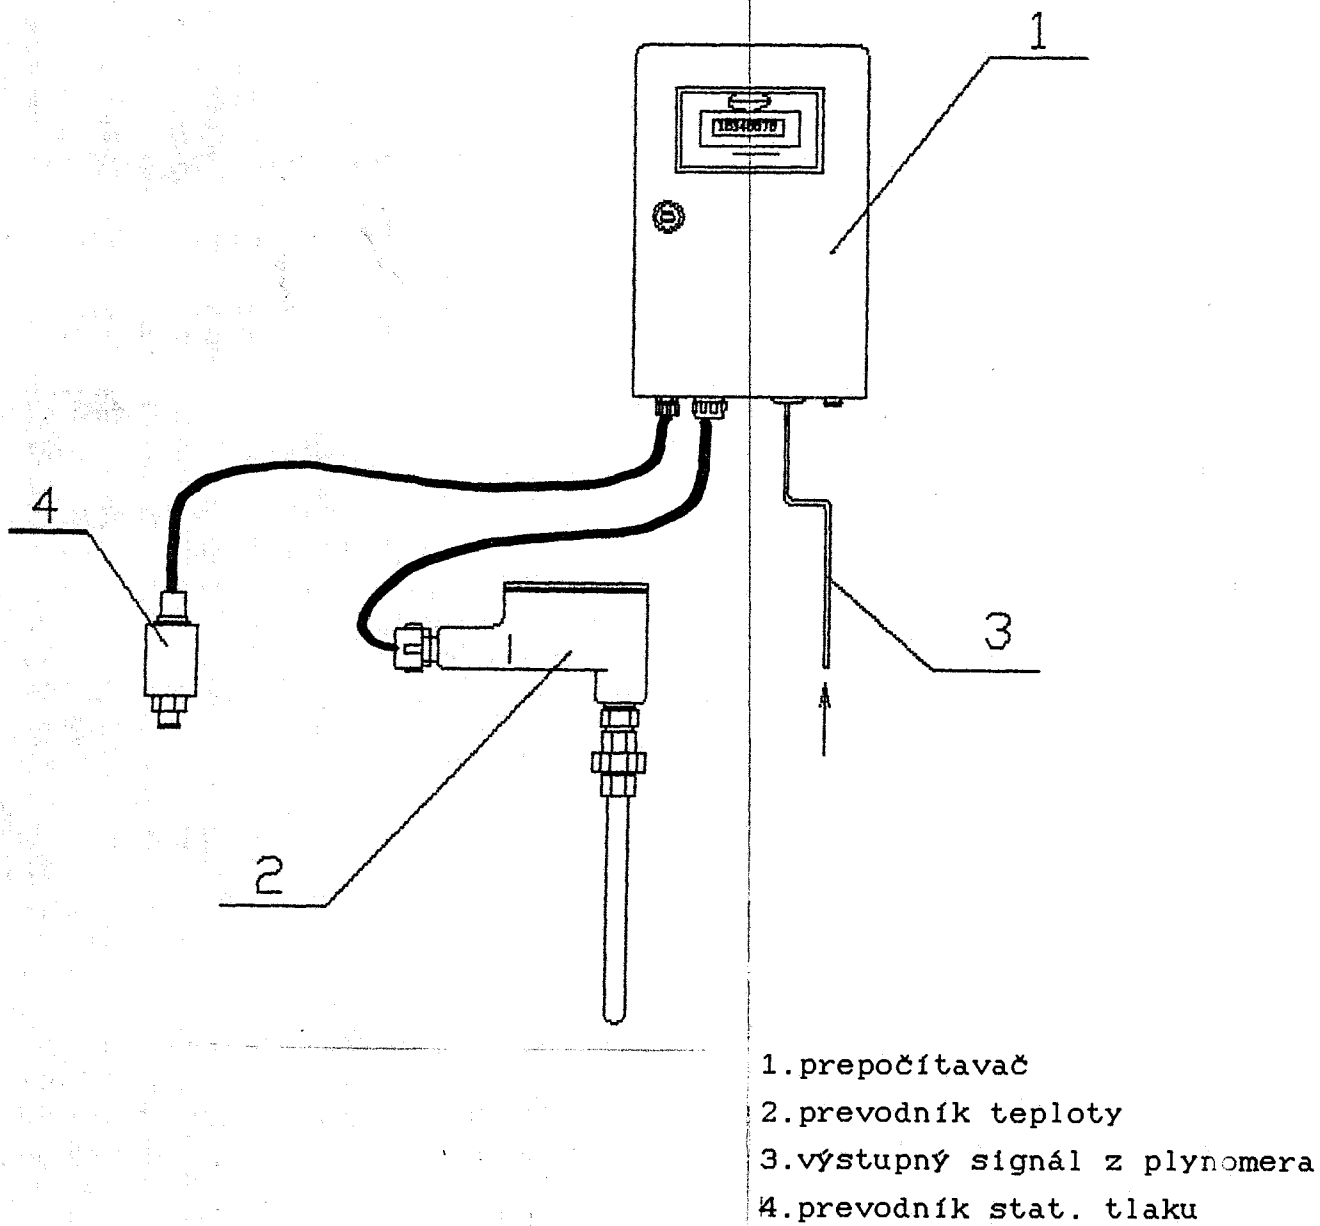 1
4
3
2
1.prepočítavač
2.prevodník teploty
3.výstupný signál z plynomera
4.prevodník stat. tlaku